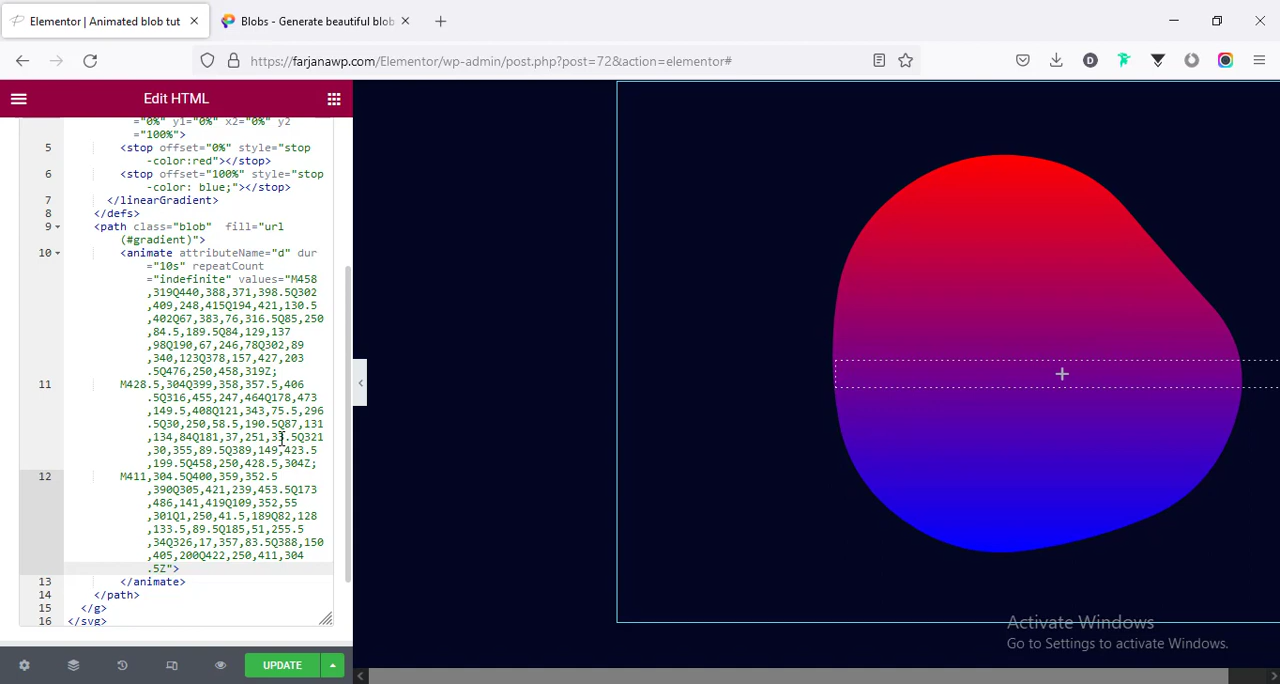 Elementor | Animated blob tut
Blobs - Generate beautiful blob
https://farjanawp.com/Elementor/wp-admin/post.php?post=72&action=elementor#
Edit HTML
="0%" y1="0%" x2="0%" y2
="100%">
5 <stop offset="0%" style="stop
-color:red"></stop>
6 <stop offset="100%" style="stop
-color: blue;"></stop>
7 </linearGradient>
8 </defs>
9 <path class="blob" fill="url
(#gradient)">
10 <animate attributeName="d" dur
="10s" repeatCount
="indefinite" values="M458
,319Q440,388,371,398.5Q302
,409,248,415Q194,421,130.5
,402Q67,383,76,316.5Q85,250
,84.5,189.5Q84,129,137
,98Q190,67,246,78Q302,89
,340,123Q378,157,427,203
.5Q476,250,458,319Z;
11 M428.5,304Q399,358,357.5,406
.5Q316,455,247,464Q178,473
,149.5,408Q121,343,75.5,296
.5Q30,250,58.5,190.5Q87,131
,134,84Q181,37,251,33.5Q321
,30,355,89.5Q389,149,423.5
,199.5Q458,250,428.5,304Z;
12 M411,304.5Q400,359,352.5
,390Q305,421,239,453.5Q173
,486,141,419Q109,352,55
,301Q1,250,41.5,189Q82,128
,133.5,89.5Q185,51,255.5
,34Q326,17,357,83.5Q388,150
,405,200Q422,250,411,304
.5Z">
13 </animate>
14 </path>
15 </g>
16 </svg>
UPDATE
Activate Windows
Go to Settings to activate Windows.